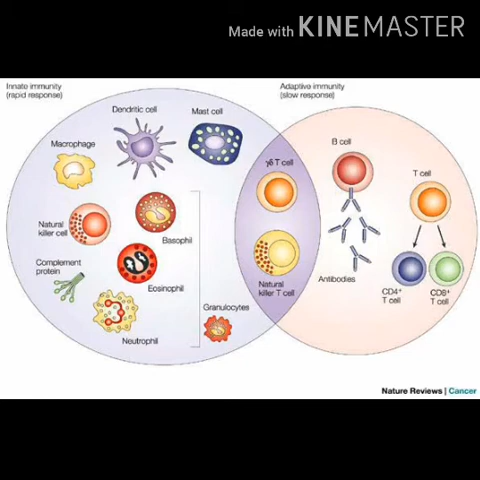 Made with KINEMASTER
Innate immunity
(rapid response)
Adaptive immunity
(slow response)
Dendritic cell
Mast cell
Macrophage
γδ T cell
B cell
T cell
Natural
killer cell
Basophil
Complement
protein
Eosinophil
Antibodies
Natural
killer T cell
CD4+
T cell
CD8+
T cell
Granulocytes
Neutrophil
Nature Reviews | Cancer